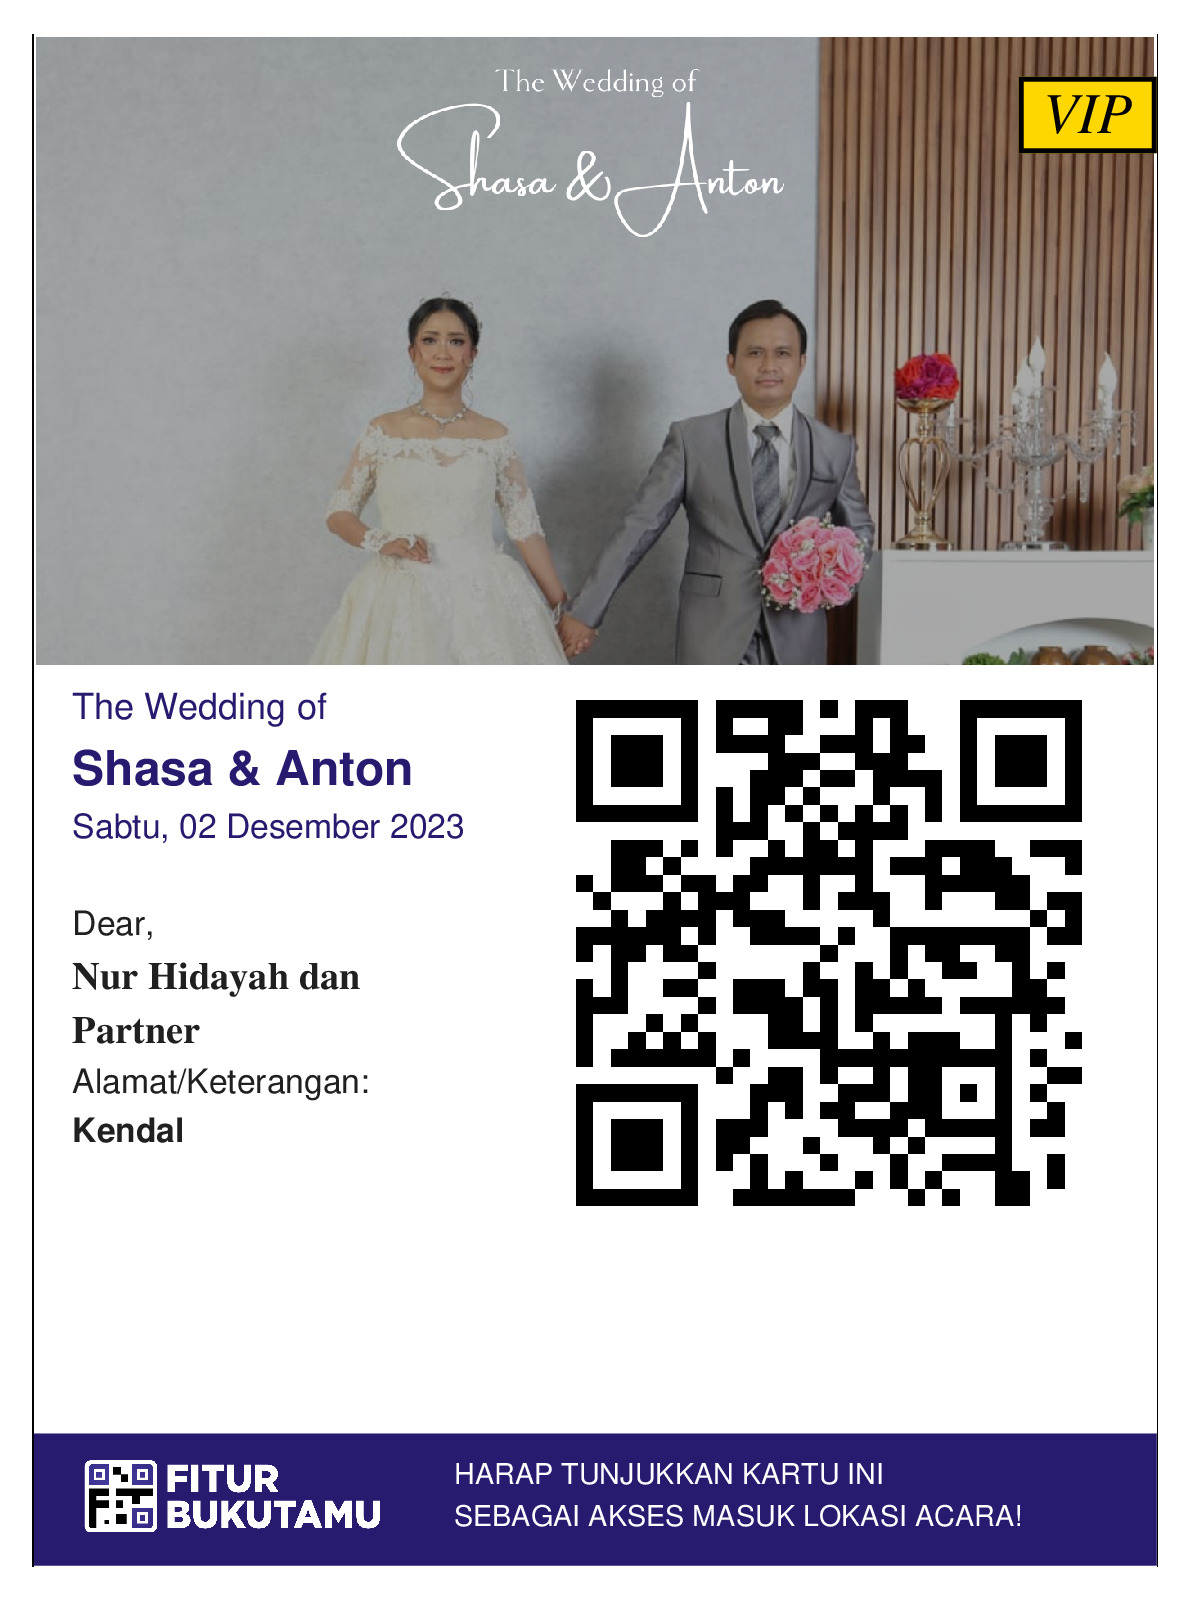 The Wedding of
Shasa & Anton
VIP
The Wedding of
Shasa & Anton
Sabtu, 02 Desember 2023
Dear,
Nur Hidayah dan
Partner
Alamat/Keterangan:
Kendal
FITUR
BUKUTAMU
HARAP TUNJUKKAN KARTU INI
SEBAGAI AKSES MASUK LOKASI ACARA!